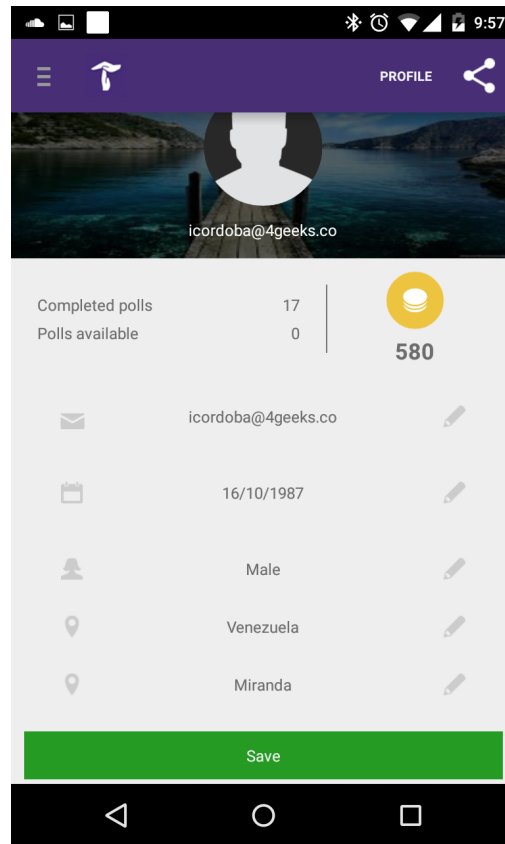 9:57
PROFILE
icordoba@4geeks.co
Completed polls 17
Polls available 0
580
icordoba@4geeks.co
16/10/1987
Male
Venezuela
Miranda
Save